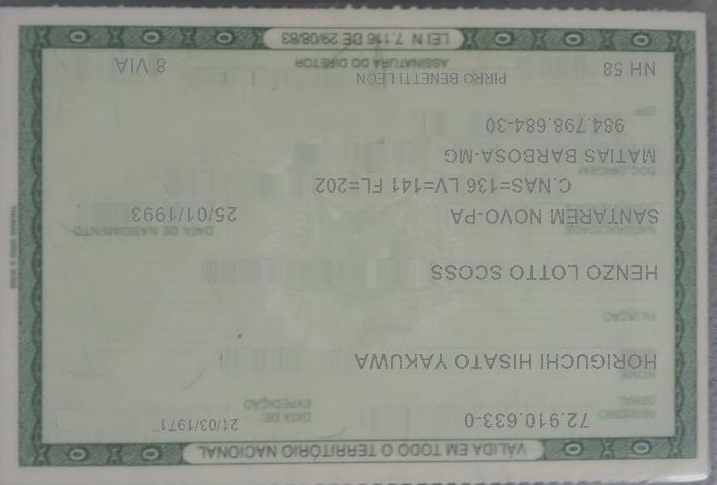 VÁLIDA EM TODO O TERRITÓRIO NACIONAL
REGISTRO GERAL 72.910.633-0 DATA DE EXPEDIÇÃO 21/03/1971
NOME
HORIGUCHI HISATO YAKUWA
FILIAÇÃO
HENZO LOTTO SCOSS
NATURALIDADE DATA DE NASCIMENTO
SANTAREM NOVO-PA 25/01/1993
DOC. ORIGEM C.NAS=136 LV=141 FL=202
MATIAS BARBOSA-MG
CPF 984.798.684-30
NH 58 PIRRO BENETTI LEON 8 VIA
ASSINATURA DO DIRETOR
LEI N 7.116 DE 29/08/83